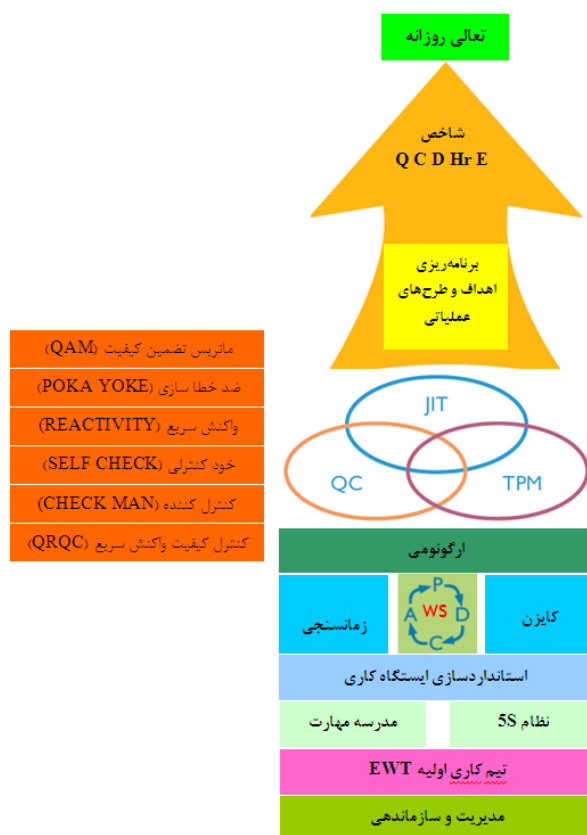 تعالی روزانه
شاخص
Q C D Hr E
برنامه‌ریزی
اهداف و طرح‌های
عملیاتی
ماتریس تضمین کیفیت (QAM)
ضد خطا سازی (POKA YOKE)
واکنش سریع (REACTIVITY)
خود کنترلی (SELF CHECK)
کنترل کننده (CHECK MAN)
کنترل کیفیت واکنش سریع (QRQC)
JIT
QC
TPM
ارگونومی
کایزن
P
A WS D
C
زمانسنجی
استانداردسازی ایستگاه کاری
نظام 5S
مدرسه مهارت
تیم کاری اولیه EWT
مدیریت و سازماندهی